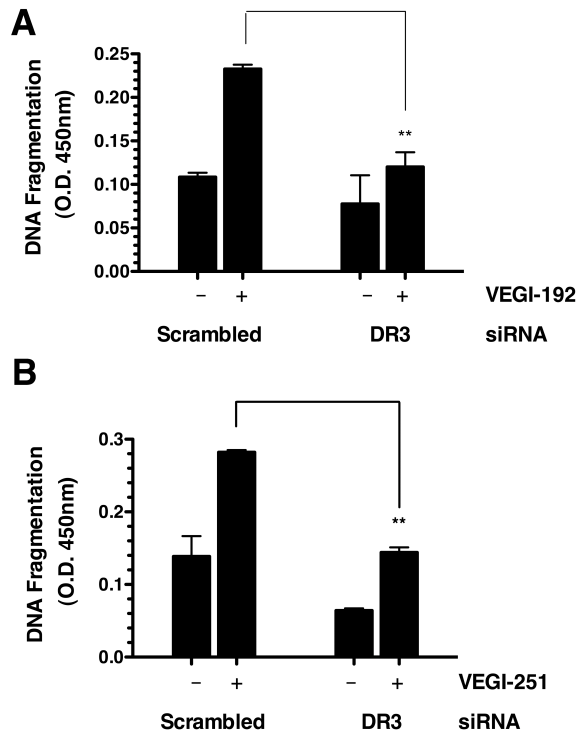 A
DNA Fragmentation
(O.D. 450nm)
0.25
0.20
0.15
0.10
0.05
0.00
**
− + − + VEGI-192
Scrambled DR3 siRNA
B
DNA Fragmentation
(O.D. 450nm)
0.3
0.2
0.1
0.0
**
− + − + VEGI-251
Scrambled DR3 siRNA